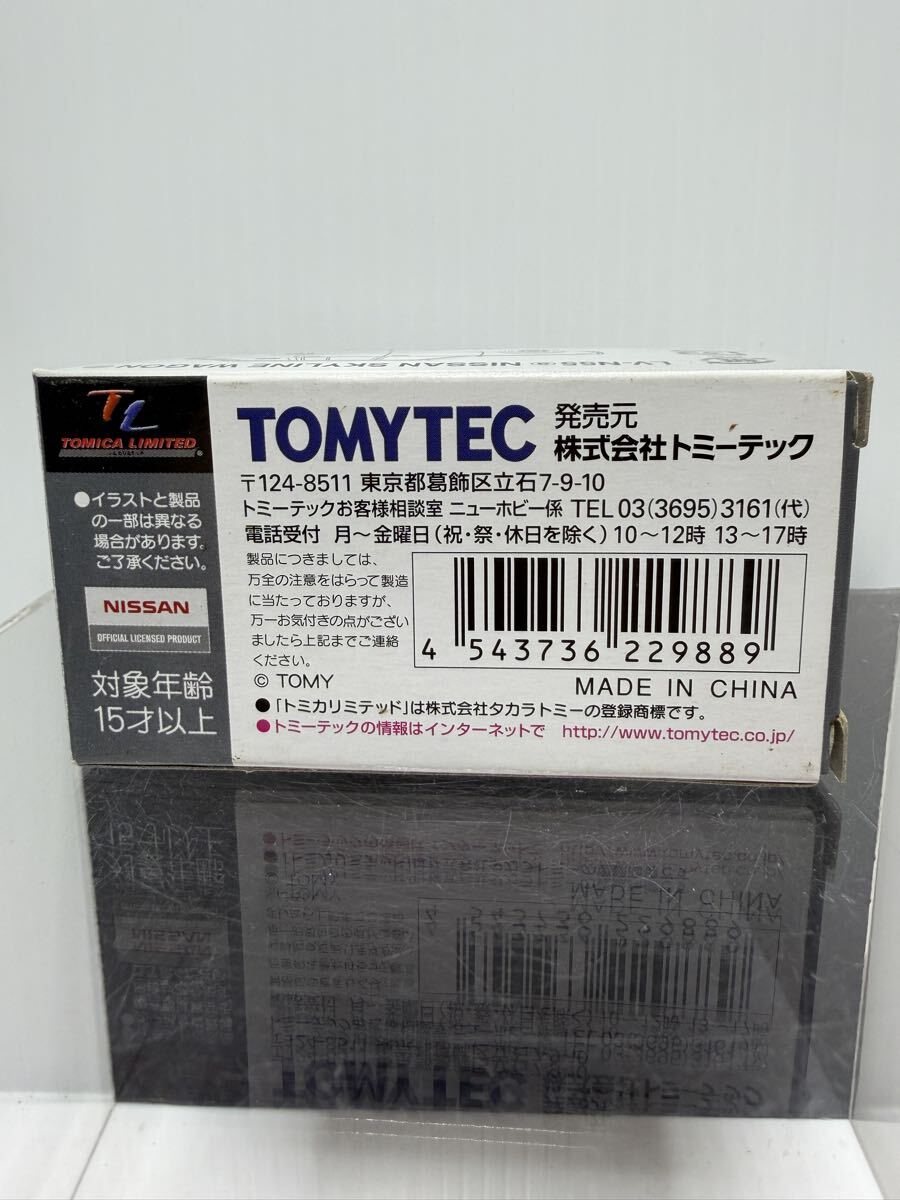 LV-N55 NISSAN SKYLINE WAGON
TL
TOMICA LIMITED
●イラストと製品
の一部は異なる
場合があります。
ご了承ください。
NISSAN
OFFICIAL LICENSED PRODUCT
対象年齢
15才以上
TOMYTEC
発売元
株式会社トミーテック
〒124-8511 東京都葛飾区立石7-9-10
トミーテックお客様相談室 ニューホビー係 TEL 03(3695)3161(代)
電話受付 月〜金曜日(祝・祭・休日を除く)10〜12時 13〜17時
製品につきましては、
万全の注意をはらって製造
に当たっておりますが、
万一お気付きの点がござい
ましたら上記までご連絡
ください。
© TOMY
4 543736 229889
MADE IN CHINA
●「トミカリミテッド」は株式会社タカラトミーの登録商標です。
●トミーテックの情報はインターネットで http://www.tomytec.co.jp/